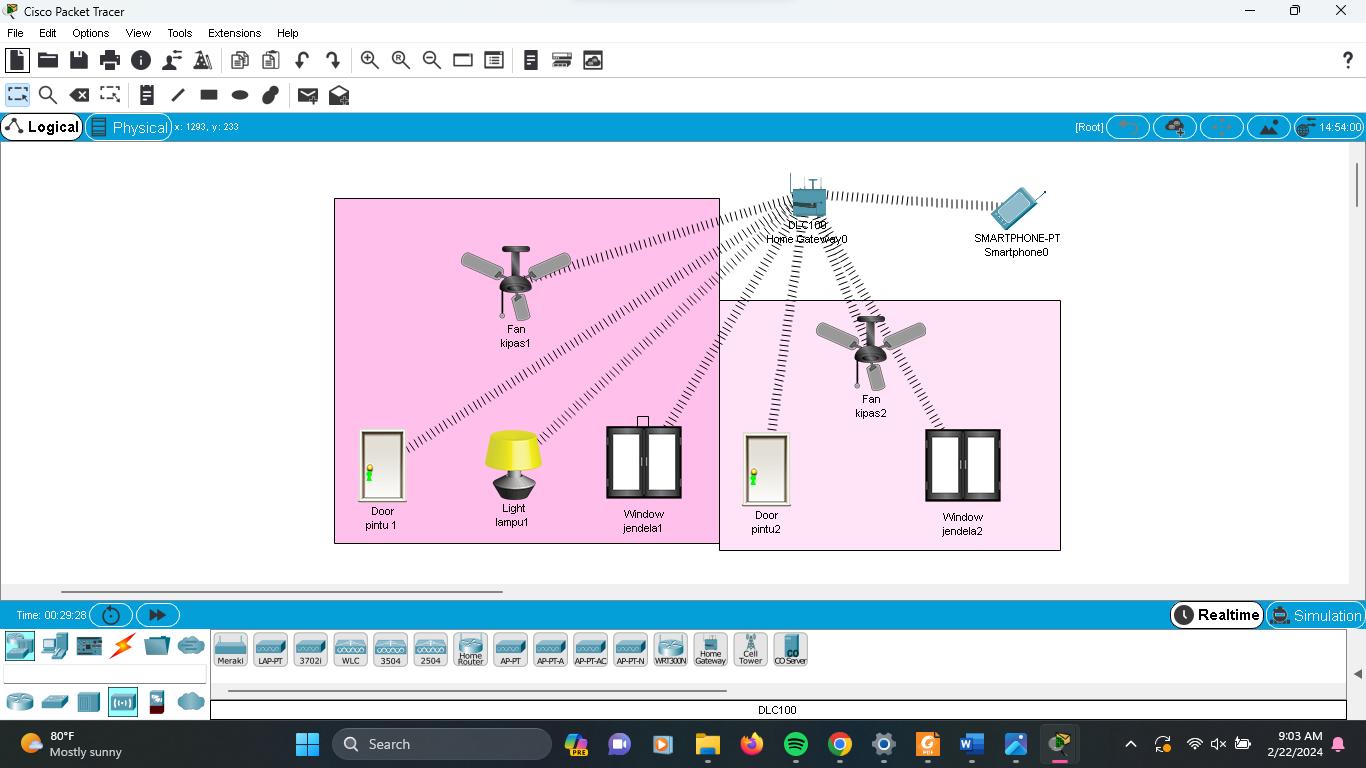 Cisco Packet Tracer
File Edit Options View Tools Extensions Help
R
?
Logical Physical x: 1293, y: 233 [Root] 14:54:00
DLC100
Home Gateway0
SMARTPHONE-PT
Smartphone0
Fan
kipas1
Fan
kipas2
Door
pintu 1
Light
lampu1
Window
jendela1
Door
pintu2
Window
jendela2
Time: 00:29:28 Realtime Simulation
Meraki LAP-PT 3702i WLC 3504 2504 Home Router AP-PT AP-PT-A AP-PT-AC AP-PT-N WRT300N Home Gateway Cell Tower CO CO Server
DLC100
80°F
Mostly sunny
Search
PRE
9:03 AM
2/22/2024